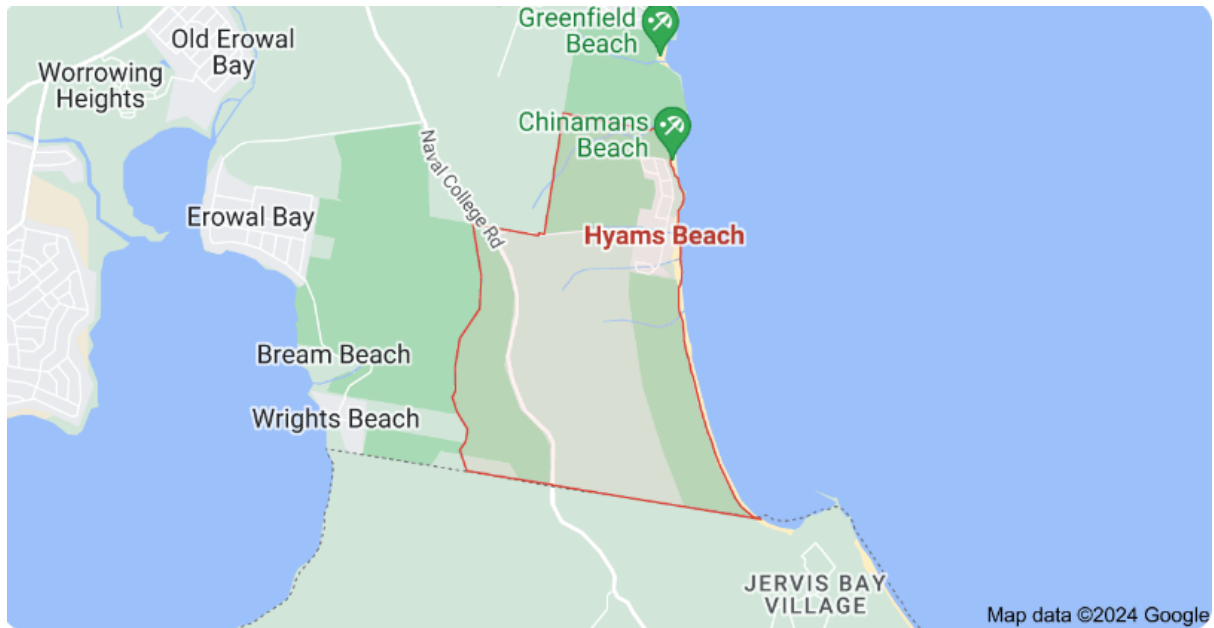 Greenfield
Beach
Old Erowal
Bay
Worrowing
Heights
Chinamans
Beach
Naval College Rd
Erowal Bay
Hyams Beach
Bream Beach
Wrights Beach
JERVIS BAY
VILLAGE
Map data ©2024 Google